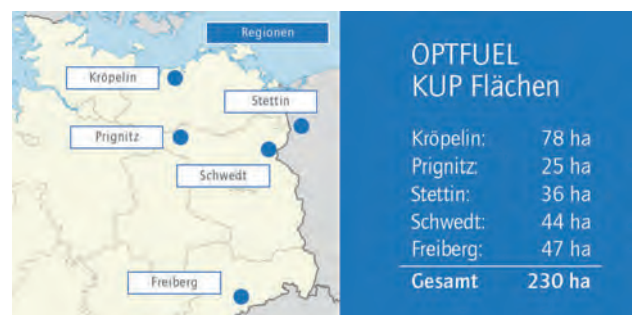 Regionen
Kröpelin
Stettin
Prignitz
Schwedt
Freiberg
OPTFUEL
KUP Flächen
Kröpelin: 78 ha
Prignitz: 25 ha
Stettin: 36 ha
Schwedt: 44 ha
Freiberg: 47 ha
Gesamt 230 ha